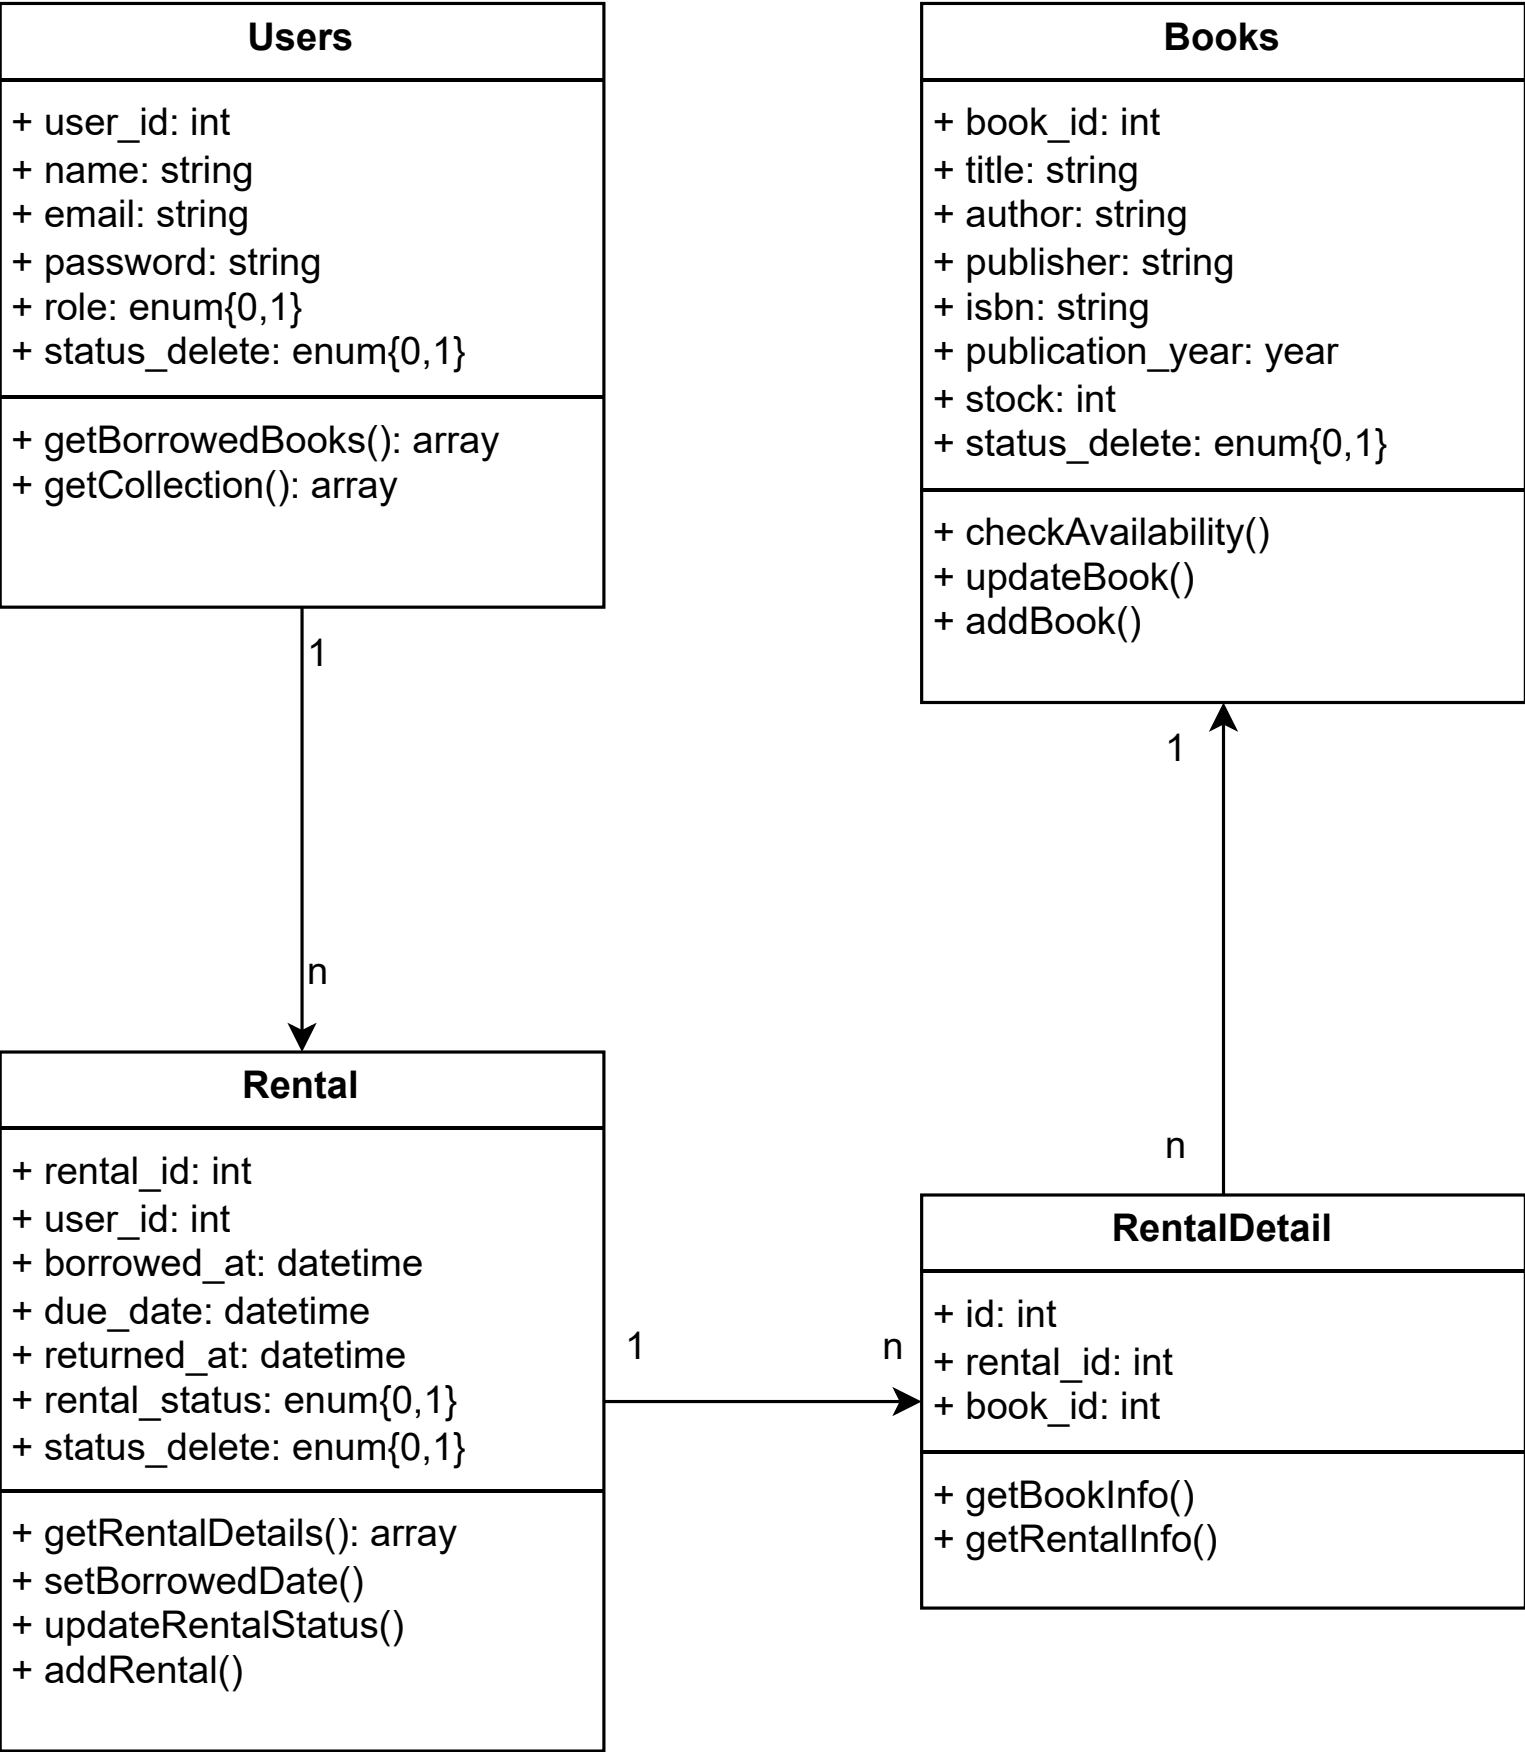 Users
+ user_id: int
+ name: string
+ email: string
+ password: string
+ role: enum{0,1}
+ status_delete: enum{0,1}
+ getBorrowedBooks(): array
+ getCollection(): array
1
n
Books
+ book_id: int
+ title: string
+ author: string
+ publisher: string
+ isbn: string
+ publication_year: year
+ stock: int
+ status_delete: enum{0,1}
+ checkAvailability()
+ updateBook()
+ addBook()
1
n
Rental
+ rental_id: int
+ user_id: int
+ borrowed_at: datetime
+ due_date: datetime
+ returned_at: datetime
+ rental_status: enum{0,1}
+ status_delete: enum{0,1}
+ getRentalDetails(): array
+ setBorrowedDate()
+ updateRentalStatus()
+ addRental()
1
n
RentalDetail
+ id: int
+ rental_id: int
+ book_id: int
+ getBookInfo()
+ getRentalInfo()